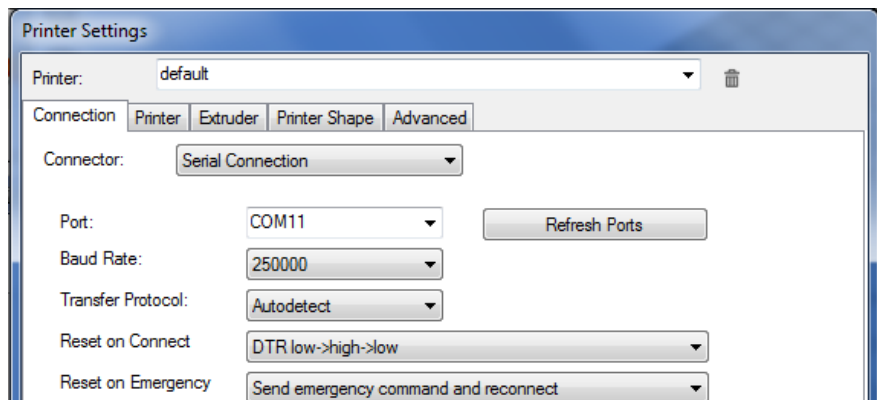 Printer Settings
Printer: default
Connection Printer Extruder Printer Shape Advanced
Connector: Serial Connection
Port: COM11 Refresh Ports
Baud Rate: 250000
Transfer Protocol: Autodetect
Reset on Connect DTR low->high->low
Reset on Emergency Send emergency command and reconnect